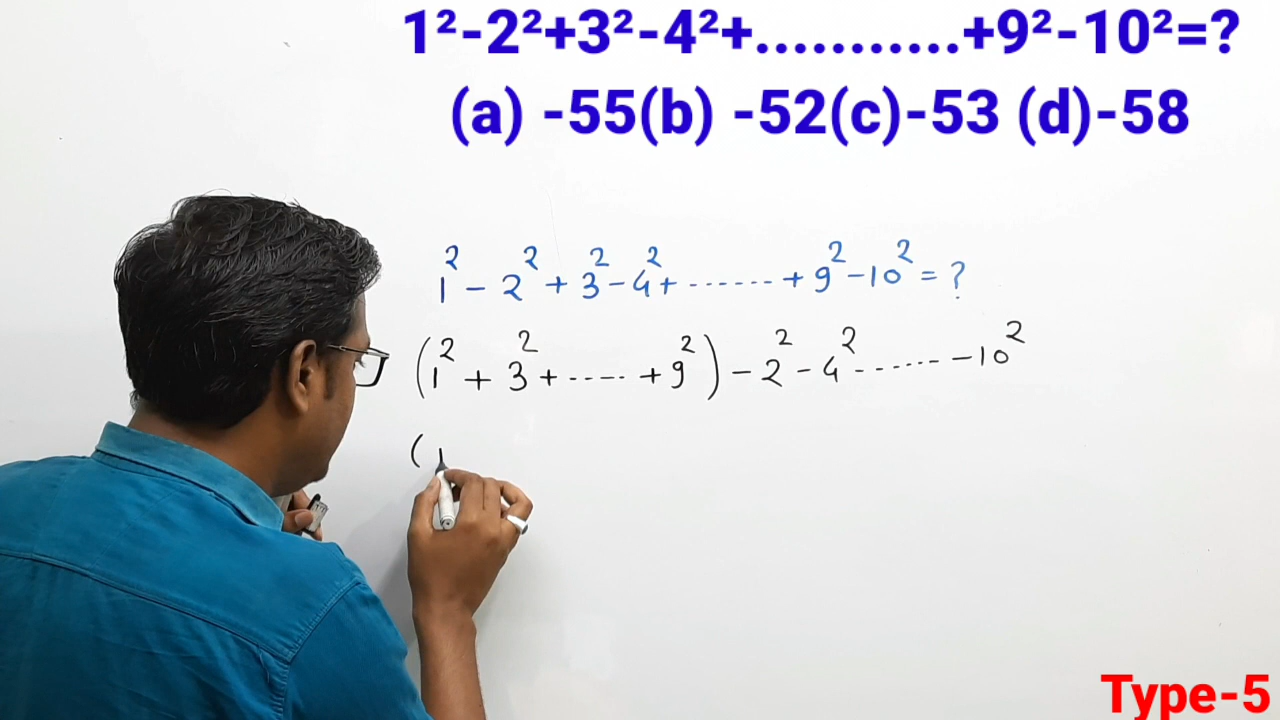 1²-2²+3²-4²+...........+9²-10²=?
(a) -55(b) -52(c)-53 (d)-58
1² - 2² + 3² - 4² + ....... + 9² - 10² = ?
(1² + 3² + ..... + 9²) - 2² - 4² ....... - 10²
(1
Type-5